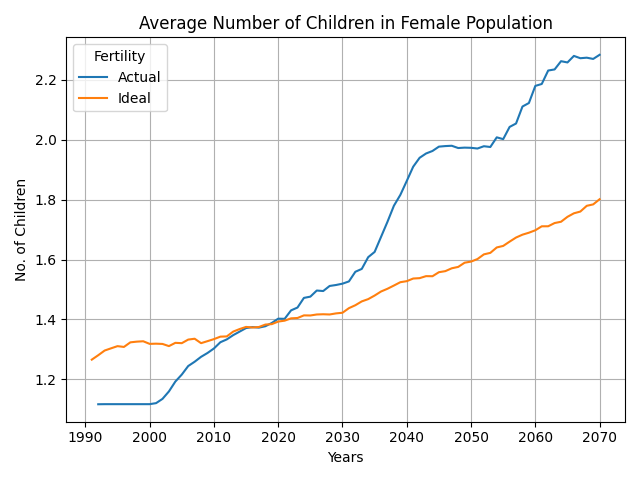 Average Number of Children in Female Population
Fertility
Actual
Ideal
2.2
2.0
1.8
1.6
1.4
1.2
No. of Children
1990 2000 2010 2020 2030 2040 2050 2060 2070
Years